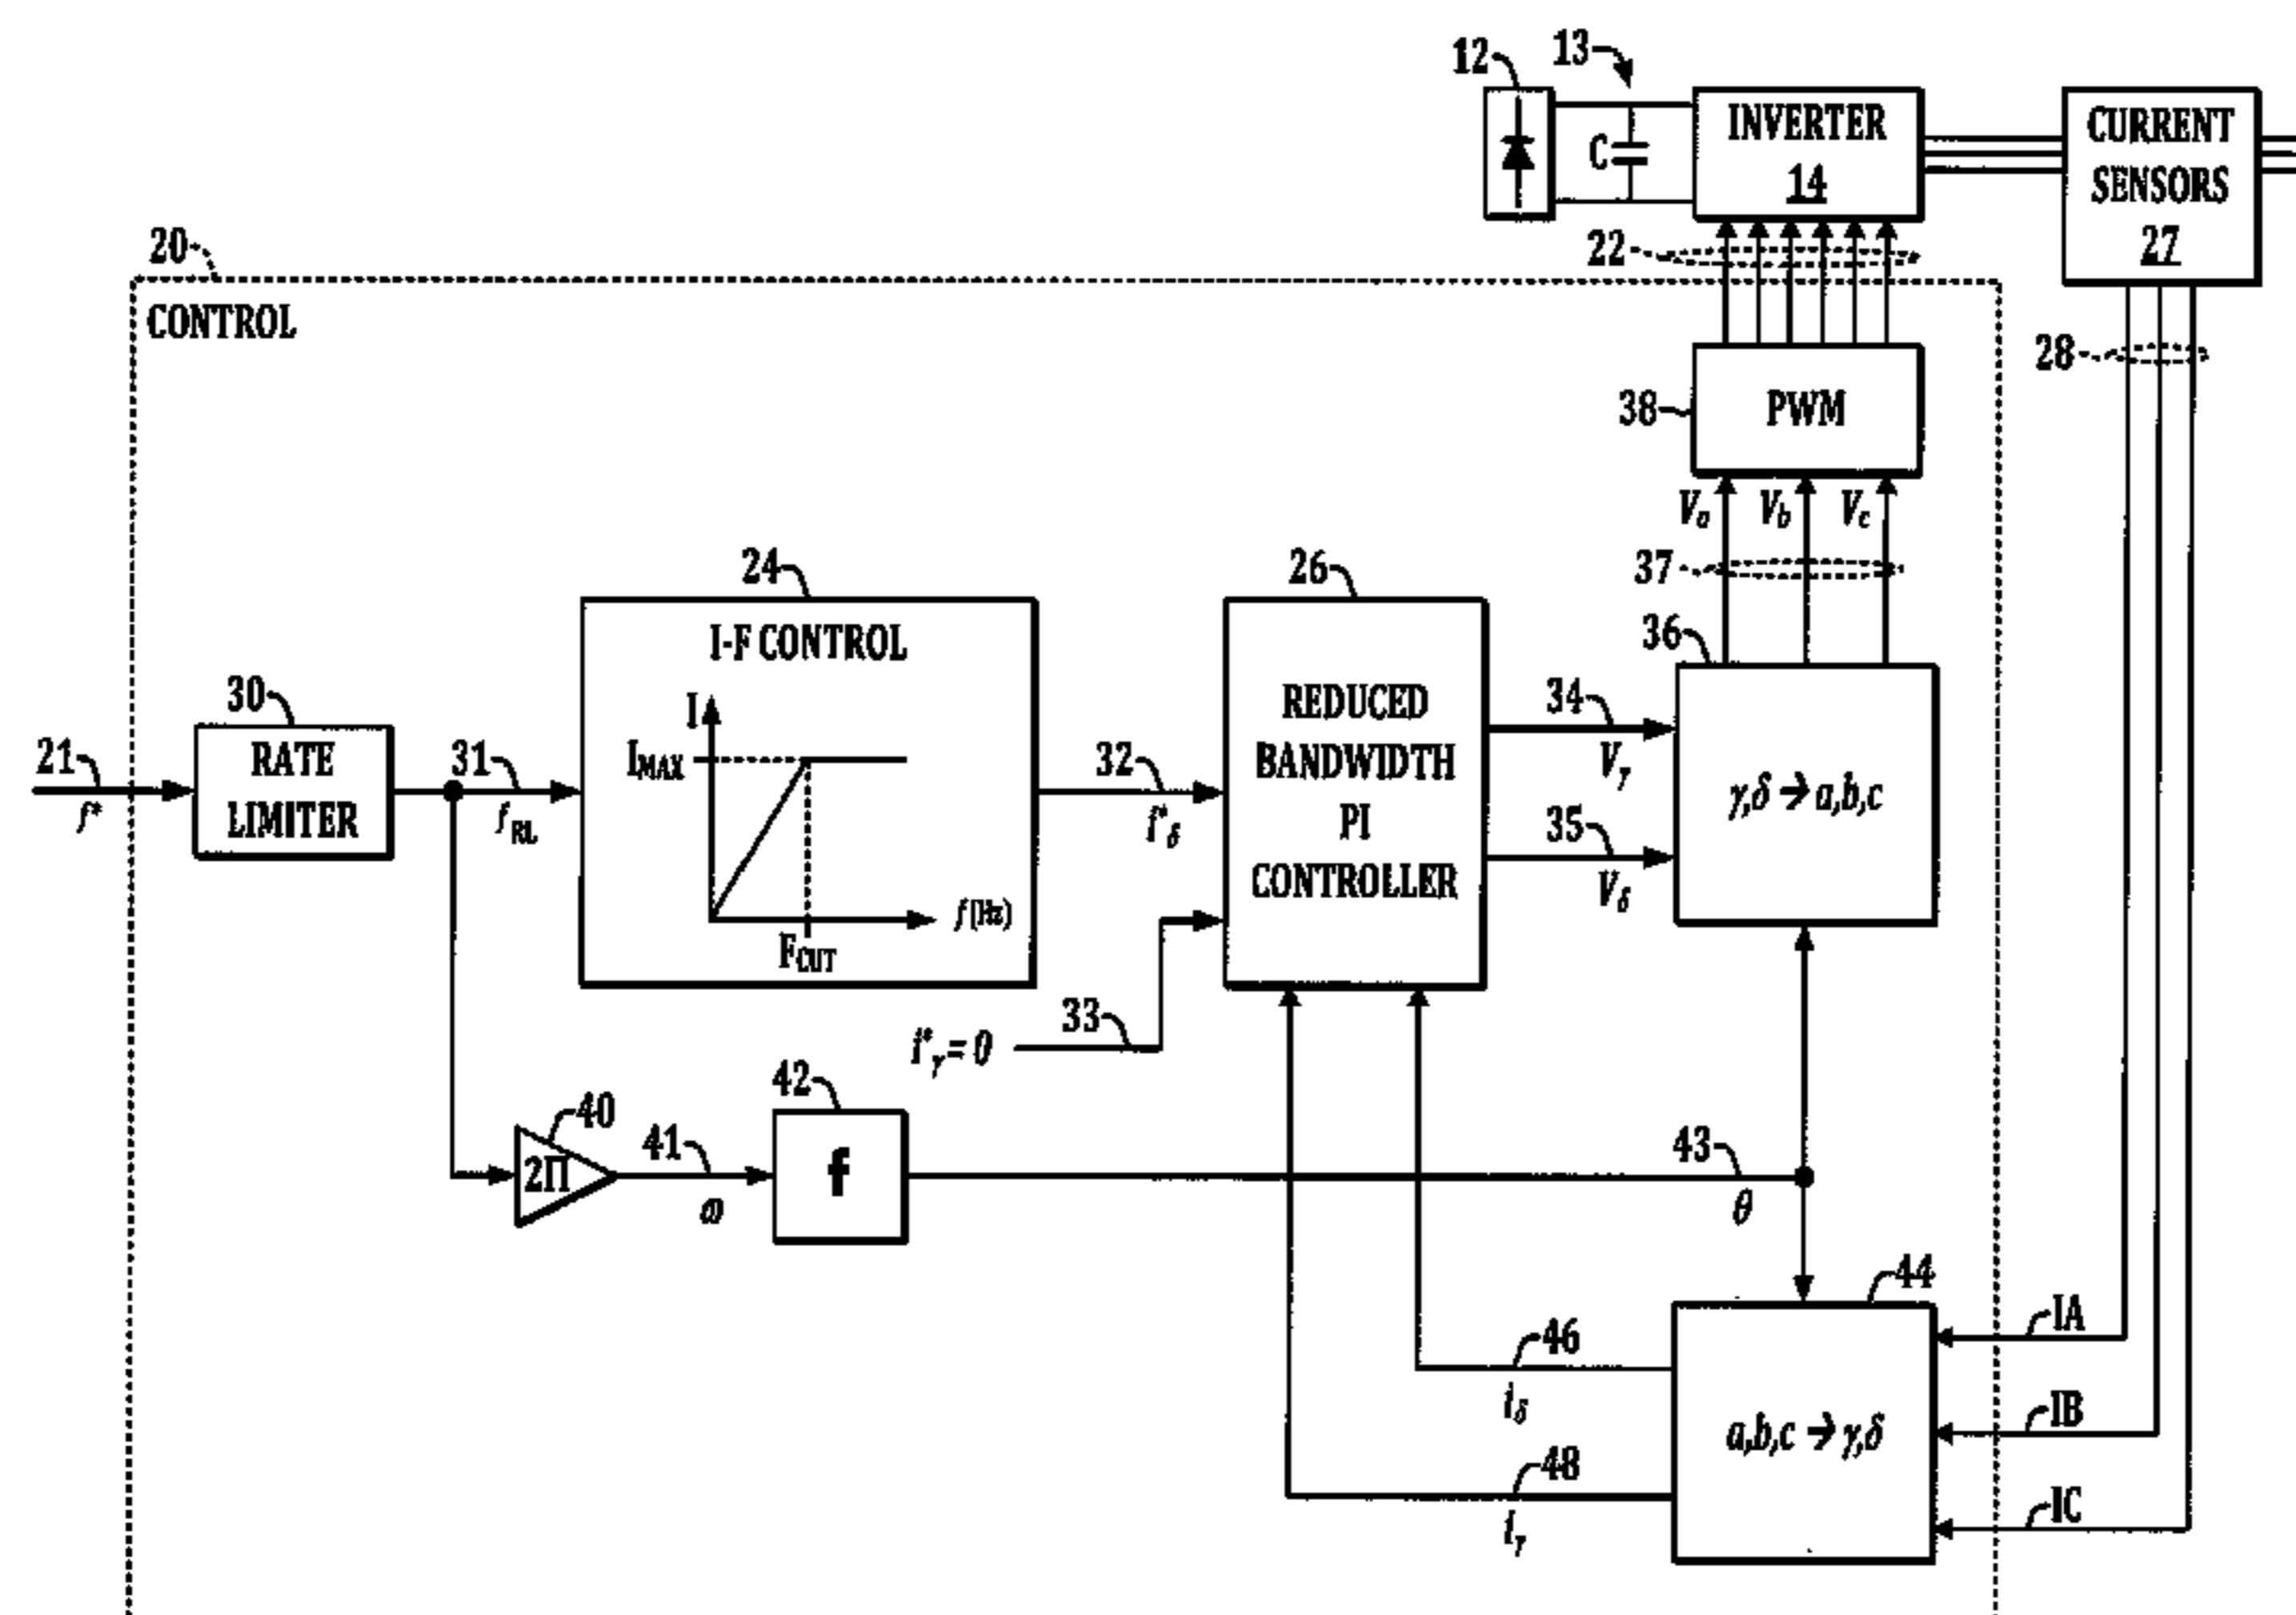 12
13
INVERTER
14
CURRENT
SENSORS
27
C
22
20
CONTROL
28
38
PWM
Va Vb Vc
37
24
26
36
I-F CONTROL
I
IMAX
f(Hz)
FCUT
30
RATE
LIMITER
21
f*
31
fRL
32
i*δ
REDUCED
BANDWIDTH
PI
CONTROLLER
34
Vγ
35
Vδ
γ,δ → a,b,c
33
i*γ = 0
42
40
2Π
41
ω
f
43
θ
44
46
iδ
48
iγ
a,b,c → γ,δ
IA
IB
IC